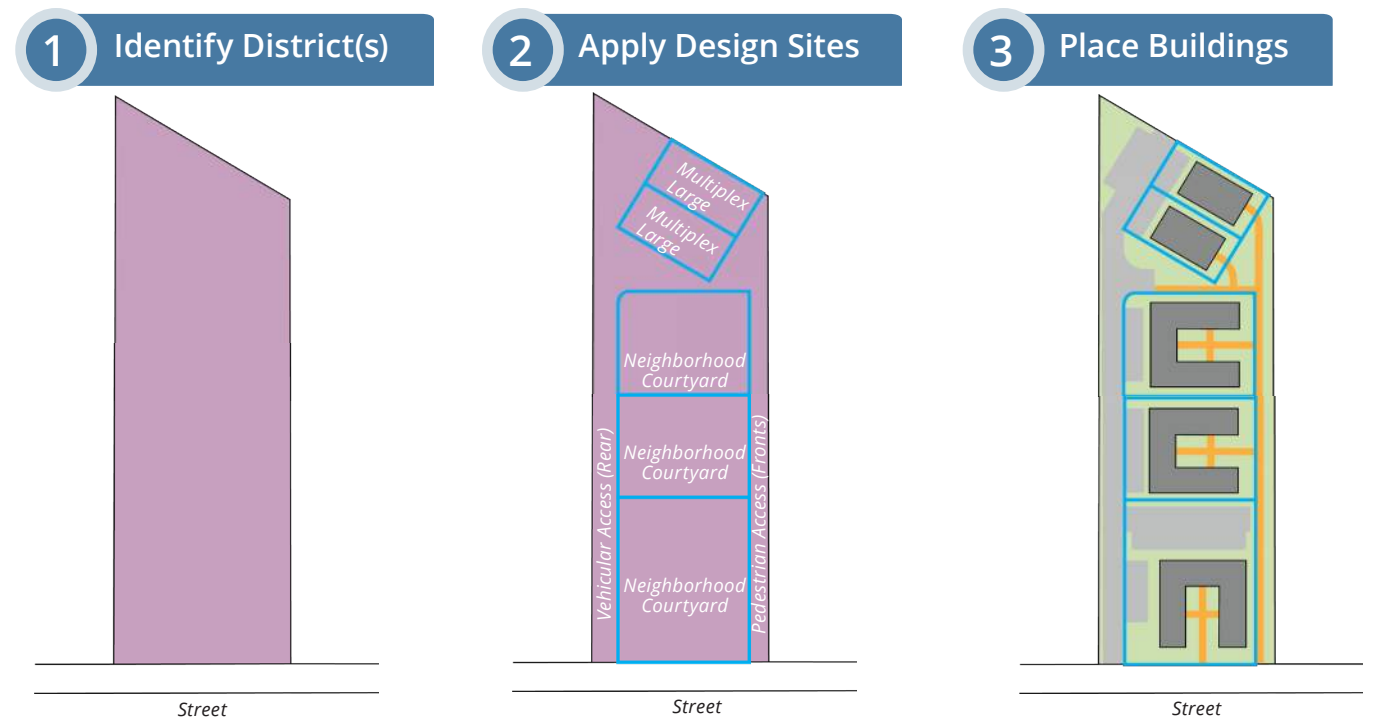 1 Identify District(s)
2 Apply Design Sites
3 Place Buildings
Multiplex
Large
Multiplex
Large
Neighborhood
Courtyard
Neighborhood
Courtyard
Neighborhood
Courtyard
Vehicular Access (Rear)
Pedestrian Access (Fronts)
Street
Street
Street